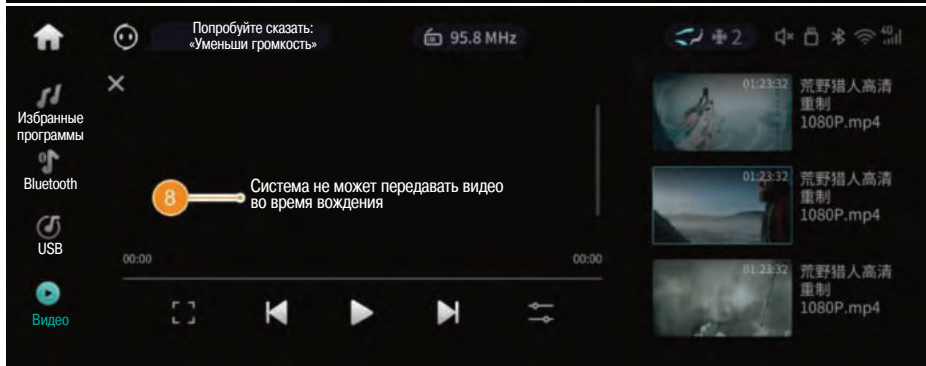 Попробуйте сказать:
«Уменьши громкость»
95.8 MHz
2
4G
Избранные
программы
Bluetooth
USB
Видео
8
Система не может передавать видео
во время вождения
00:00
00:00
01:23:32
荒野猎人高清
重制
1080P.mp4
01:23:32
荒野猎人高清
重制
1080P.mp4
01:23:32
荒野猎人高清
重制
1080P.mp4